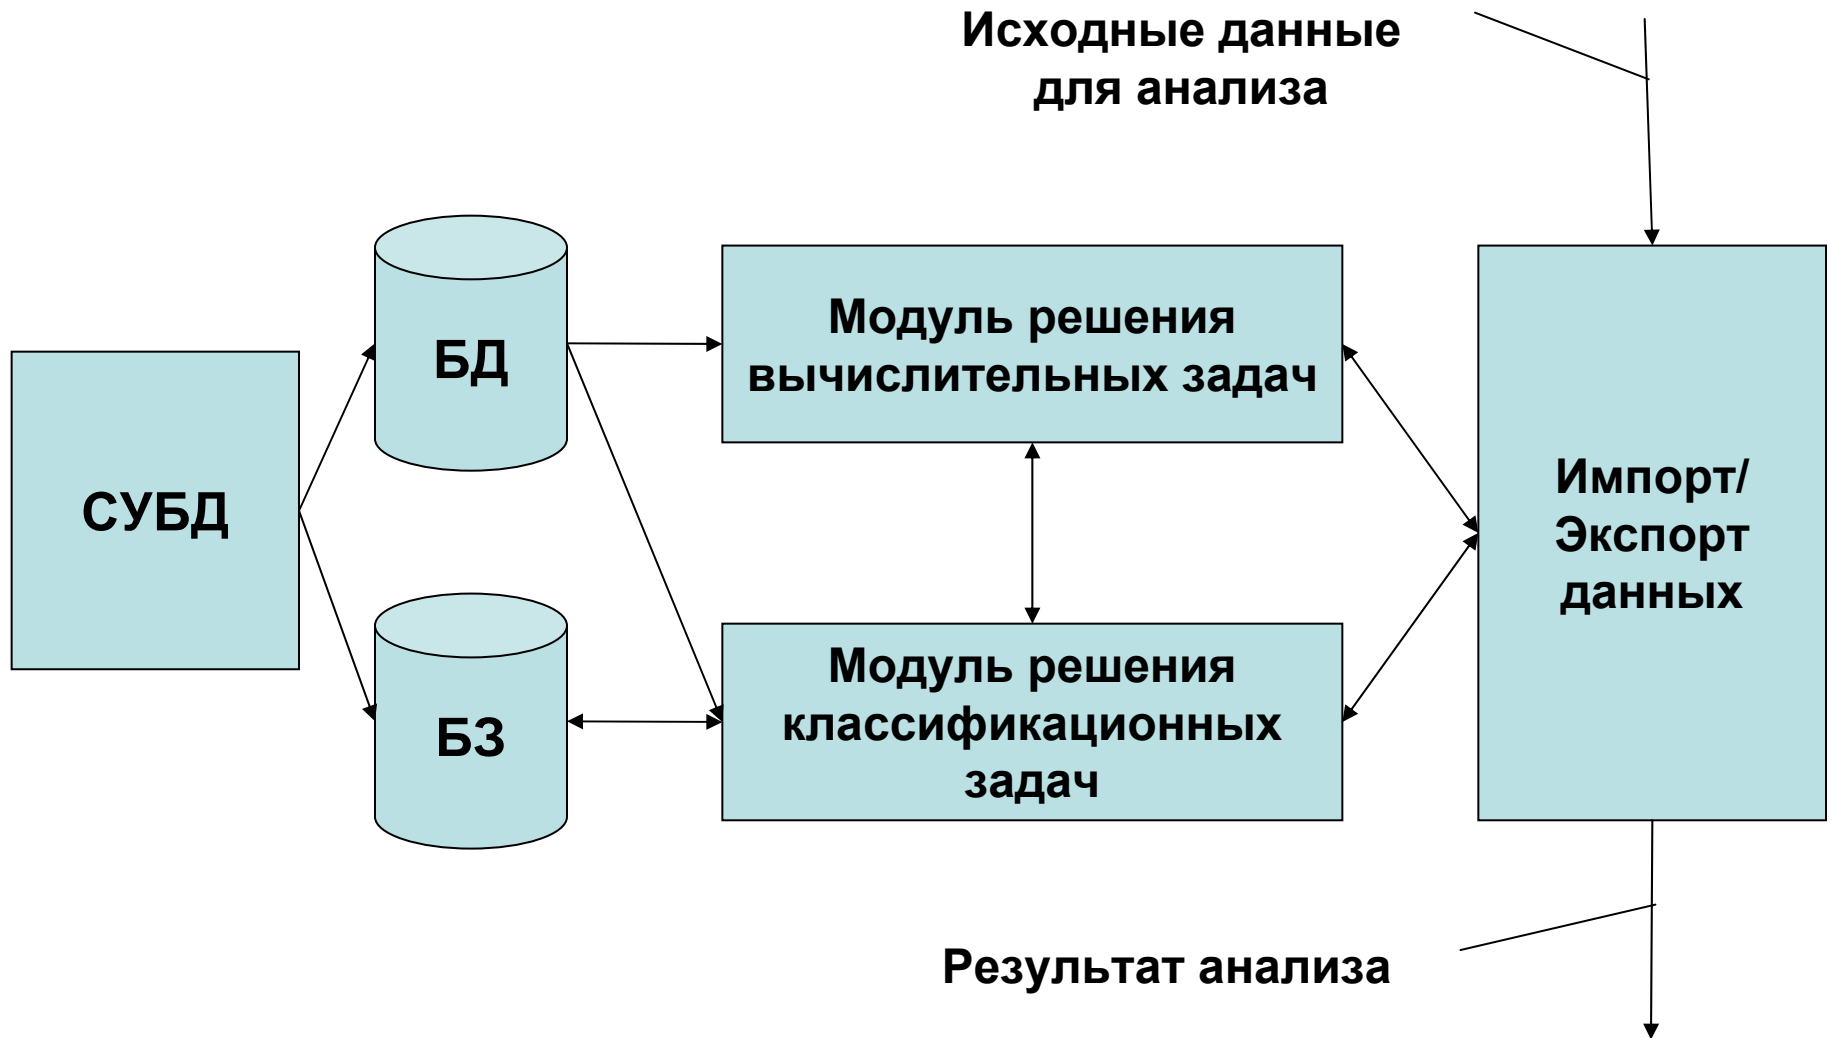 Исходные данные
для анализа
СУБД
БД
БЗ
Модуль решения
вычислительных задач
Модуль решения
классификационных
задач
Импорт/
Экспорт
данных
Результат анализа